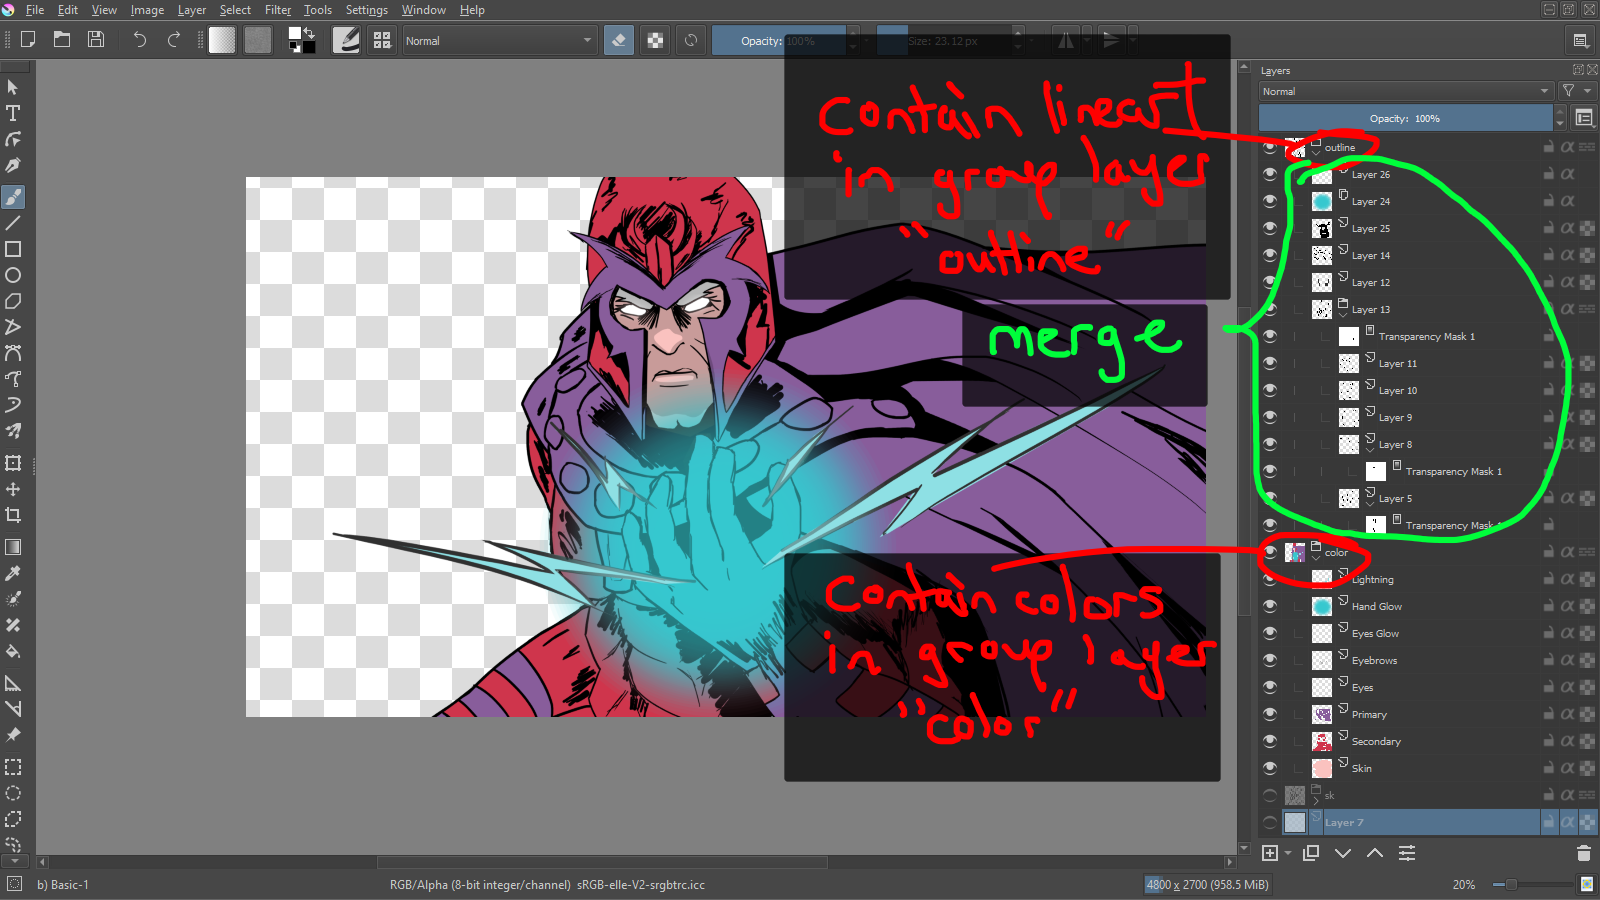 File Edit View Image Layer Select Filter Tools Settings Window Help
Normal
Opacity: 100%
Size: 23.12 px
Layers
Normal
Opacity: 100%
Contain lineart
in group layer
"outline"
merge
Contain colors
in group layer
"color"
outline
Layer 26
Layer 24
Layer 25
Layer 14
Layer 12
Layer 13
Transparency Mask 1
Layer 11
Layer 10
Layer 9
Layer 8
Transparency Mask 1
Layer 5
Transparency Mask
color
Lightning
Hand Glow
Eyes Glow
Eyebrows
Eyes
Primary
Secondary
Skin
sk
Layer 7
b) Basic-1
RGB/Alpha (8-bit integer/channel) sRGB-elle-V2-srgbtrc.icc
4800 x 2700 (958.5 MiB)
20%